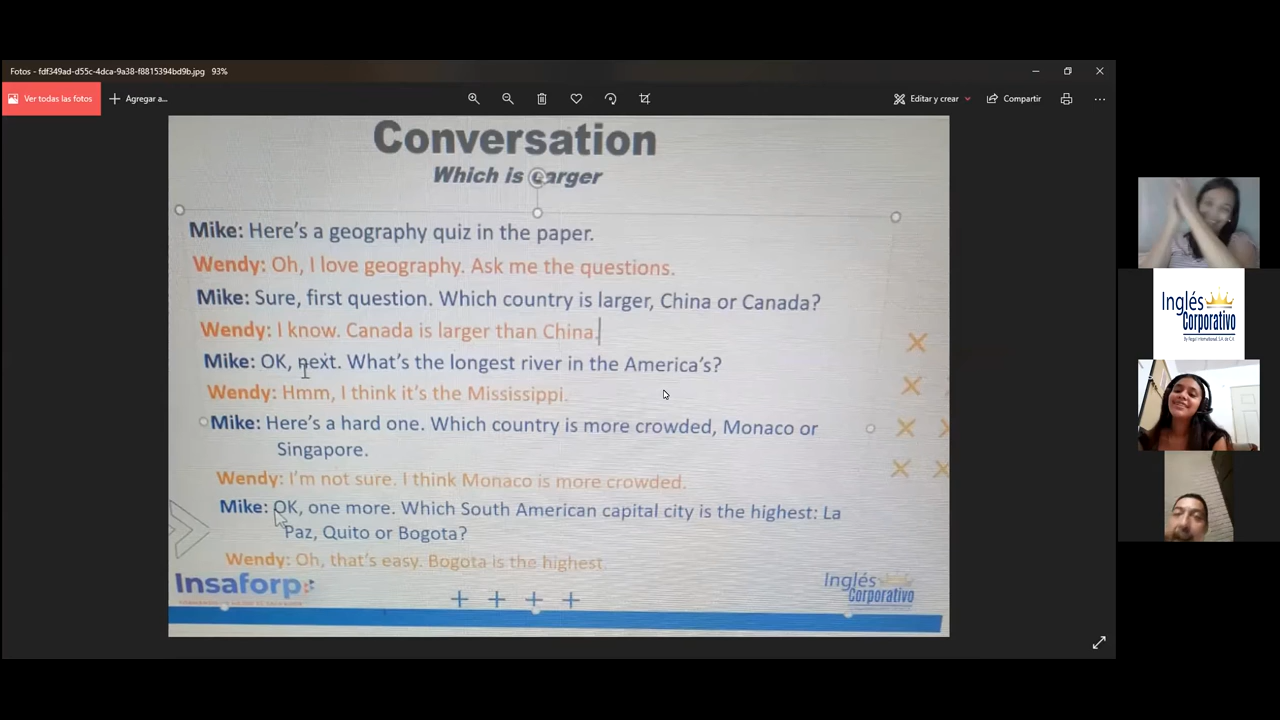 Fotos - fdf349ad-d55c-4dca-9a38-f8815394bd9b.jpg 93%
Ver todas las fotos
Agregar a...
Editar y crear
Compartir
Conversation
Which is Larger
Mike: Here's a geography quiz in the paper.
Wendy: Oh, I love geography. Ask me the questions.
Mike: Sure, first question. Which country is larger, China or Canada?
Wendy: I know. Canada is larger than China.
Mike: OK, next. What's the longest river in the America's?
Wendy: Hmm, I think it's the Mississippi.
Mike: Here's a hard one. Which country is more crowded, Monaco or
Singapore.
Wendy: I'm not sure. I think Monaco is more crowded.
Mike: OK, one more. Which South American capital city is the highest: La
Paz, Quito or Bogota?
Wendy: Oh, that's easy. Bogota is the highest.
Insaforp
Inglés
Corporativo
Inglés
Corporativo